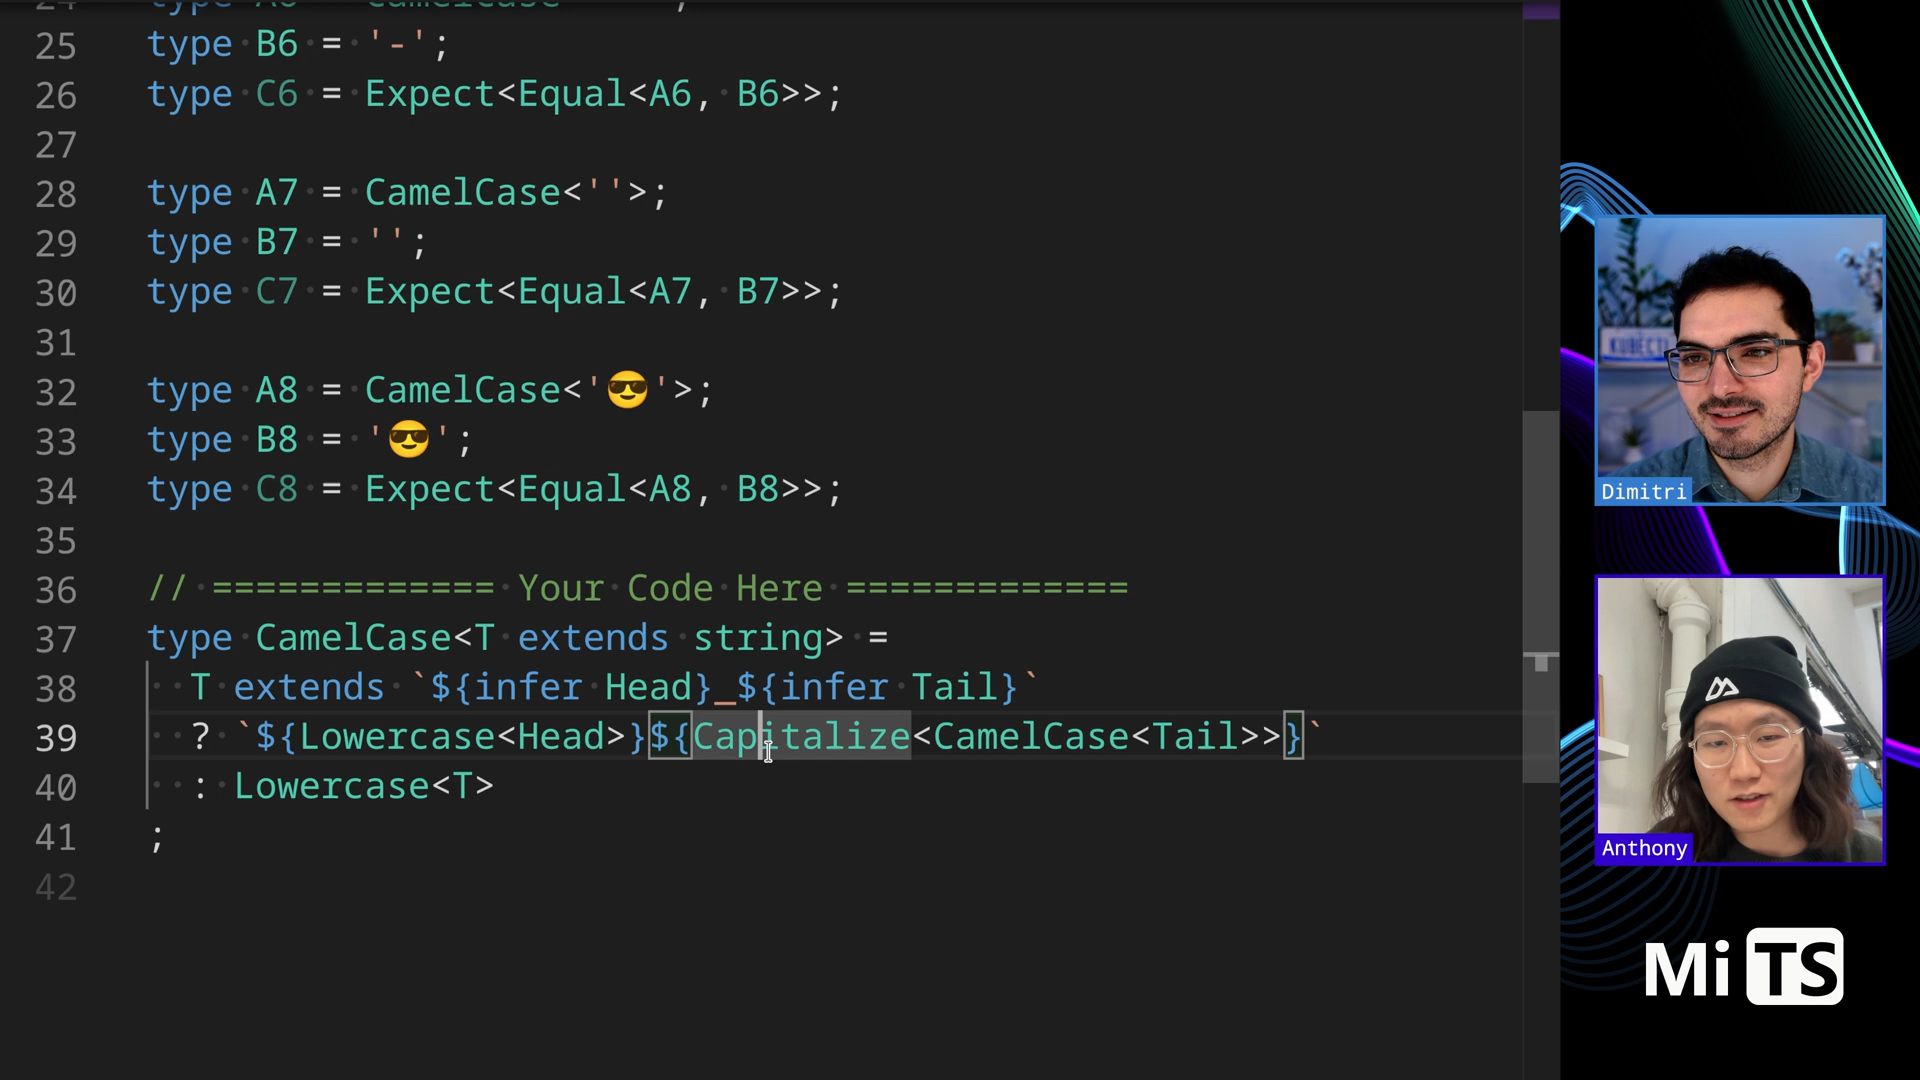 25 type B6 = '-';
26 type C6 = Expect<Equal<A6, B6>>;
27
28 type A7 = CamelCase<''>;
29 type B7 = '';
30 type C7 = Expect<Equal<A7, B7>>;
31
32 type A8 = CamelCase<'😎'>;
33 type B8 = '😎';
34 type C8 = Expect<Equal<A8, B8>>;
35
36 // ============= Your Code Here =============
37 type CamelCase<T extends string> =
38 T extends `${infer Head}_${infer Tail}`
39 ? `${Lowercase<Head>}${Capitalize<CamelCase<Tail>>}`
40 : Lowercase<T>
41 ;
42
Dimitri
Anthony
Mi TS